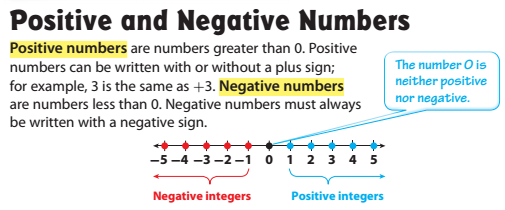 Positive and Negative Numbers
Positive numbers are numbers greater than 0. Positive
numbers can be written with or without a plus sign;
for example, 3 is the same as +3. Negative numbers
are numbers less than 0. Negative numbers must always
be written with a negative sign.
The number 0 is
neither positive
nor negative.
−5 −4 −3 −2 −1 0 1 2 3 4 5
Negative integers Positive integers